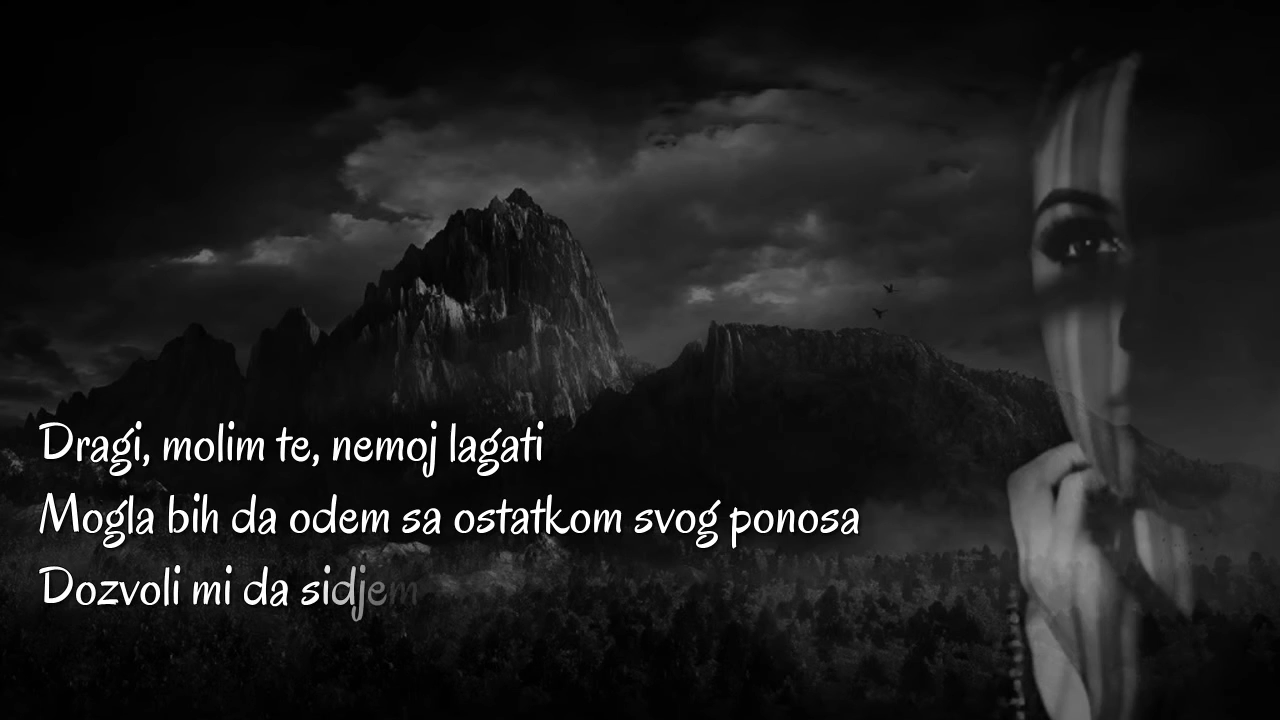 Dragi, molim te, nemoj lagati
Mogla bih da odem sa ostatkom svog ponosa
Dozvoli mi da sidjem